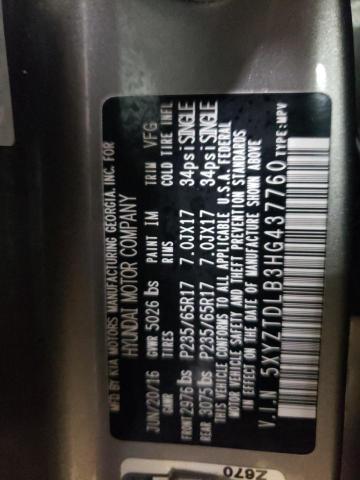 MFD BY KIA MOTORS MANUFACTURING GEORGIA, INC. FOR
HYUNDAI MOTOR COMPANY
JUN/20/16 GVWR 5026 lbs PAINT IM TRIM VFG
GAWR TIRES RIMS COLD TIRE INFL
FRONT 2976 lbs P235/65R17 7.0JX17 34psi SINGLE
REAR 3075 lbs P235/65R17 7.0JX17 34psi SINGLE
THIS VEHICLE CONFORMS TO ALL APPLICABLE U.S.A. FEDERAL
MOTOR VEHICLE SAFETY AND THEFT PREVENTION STANDARDS
IN EFFECT ON THE DATE OF MANUFACTURE SHOWN ABOVE
V.I.N 5XYZTDLB3HG437760 TYPE:MPV
Z670